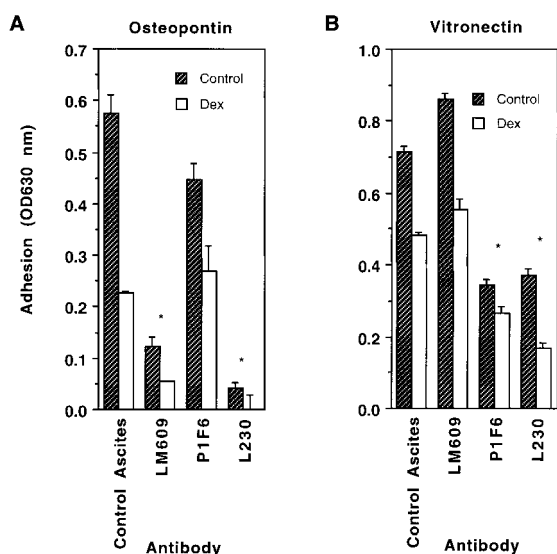 A
Osteopontin
Adhesion (OD630 nm)
0.7
0.6
0.5
0.4
0.3
0.2
0.1
0.0
Control
Dex
*
*
Control Ascites
LM609
P1F6
L230
Antibody
B
Vitronectin
1.0
0.8
0.6
0.4
0.2
0.0
Control
Dex
*
*
Control Ascites
LM609
P1F6
L230
Antibody